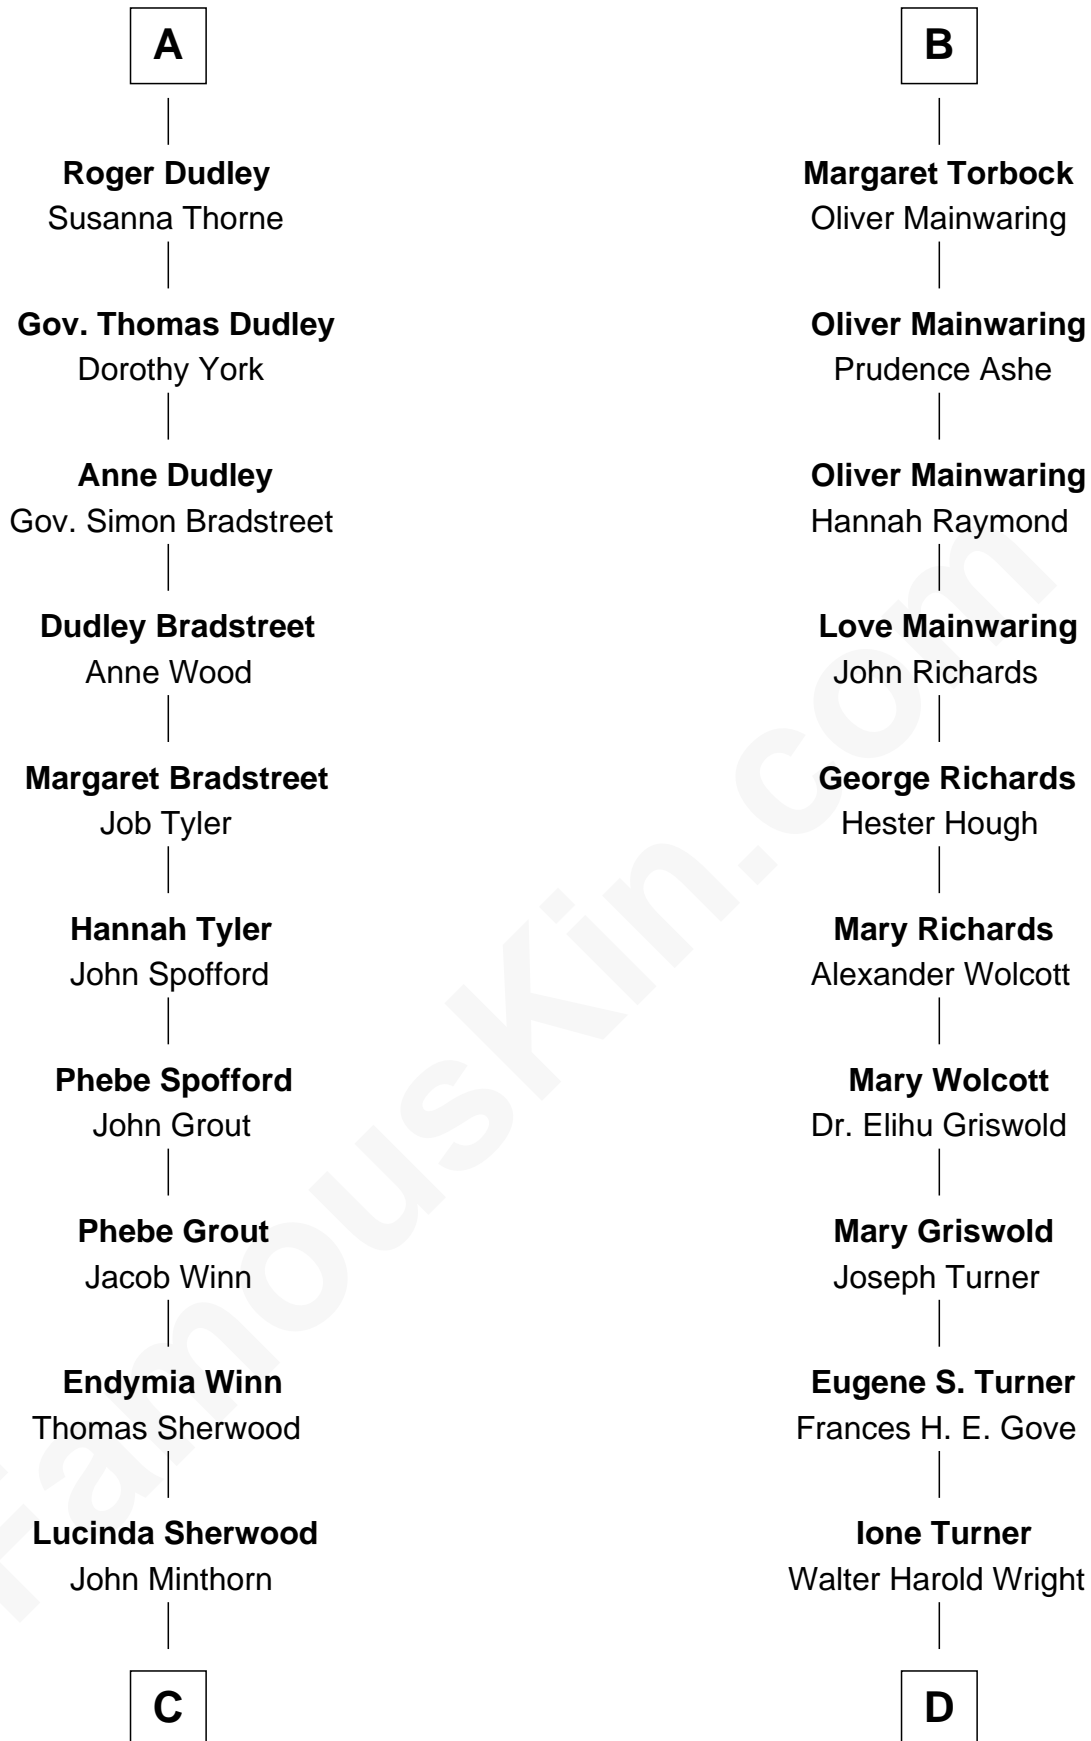 A
Roger Dudley
Susanna Thorne
Gov. Thomas Dudley
Dorothy York
Anne Dudley
Gov. Simon Bradstreet
Dudley Bradstreet
Anne Wood
Margaret Bradstreet
Job Tyler
Hannah Tyler
John Spofford
Phebe Spofford
John Grout
Phebe Grout
Jacob Winn
Endymia Winn
Thomas Sherwood
Lucinda Sherwood
John Minthorn
C
B
Margaret Torbock
Oliver Mainwaring
Oliver Mainwaring
Prudence Ashe
Oliver Mainwaring
Hannah Raymond
Love Mainwaring
John Richards
George Richards
Hester Hough
Mary Richards
Alexander Wolcott
Mary Wolcott
Dr. Elihu Griswold
Mary Griswold
Joseph Turner
Eugene S. Turner
Frances H. E. Gove
Ione Turner
Walter Harold Wright
D
FamousKin.com